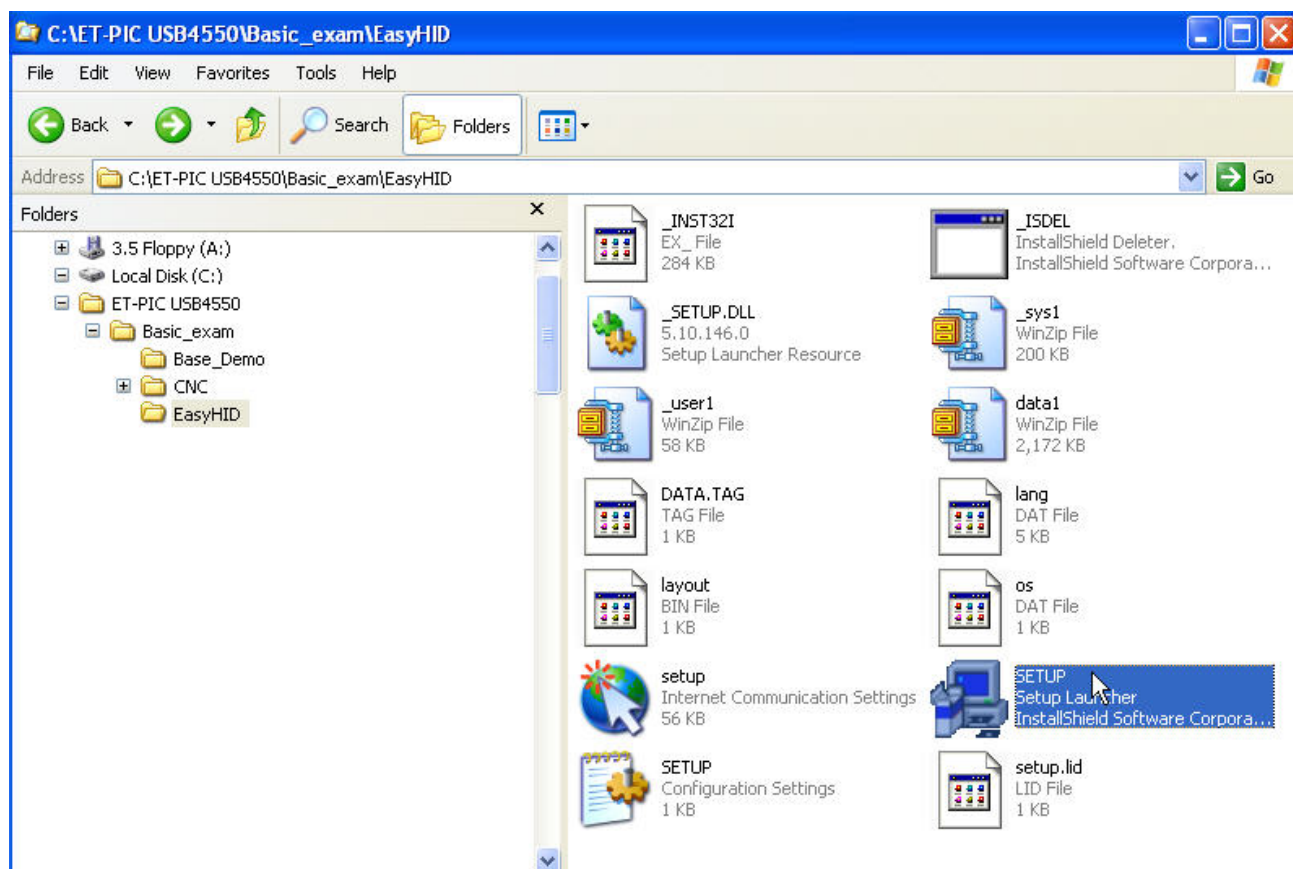 C:\ET-PIC USB4550\Basic_exam\EasyHID
File Edit View Favorites Tools Help
Back Search Folders
Address C:\ET-PIC USB4550\Basic_exam\EasyHID Go
Folders
3.5 Floppy (A:)
Local Disk (C:)
ET-PIC USB4550
Basic_exam
Base_Demo
CNC
EasyHID
_INST32I
EX_ File
284 KB
_ISDEL
InstallShield Deleter.
InstallShield Software Corpora...
_SETUP.DLL
5.10.146.0
Setup Launcher Resource
_sys1
WinZip File
200 KB
_user1
WinZip File
58 KB
data1
WinZip File
2,172 KB
DATA.TAG
TAG File
1 KB
lang
DAT File
5 KB
layout
BIN File
1 KB
os
DAT File
1 KB
setup
Internet Communication Settings
56 KB
SETUP
Setup Launcher
InstallShield Software Corpora...
SETUP
Configuration Settings
1 KB
setup.lid
LID File
1 KB